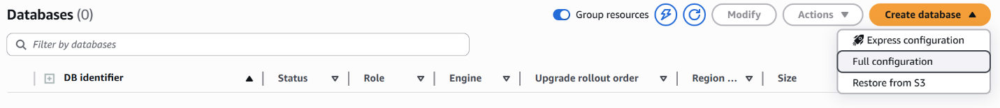 Databases (0)
Group resources
Modify
Actions
Create database
Filter by databases
Express configuration
Full configuration
Restore from S3
DB identifier
Status
Role
Engine
Upgrade rollout order
Region ...
Size